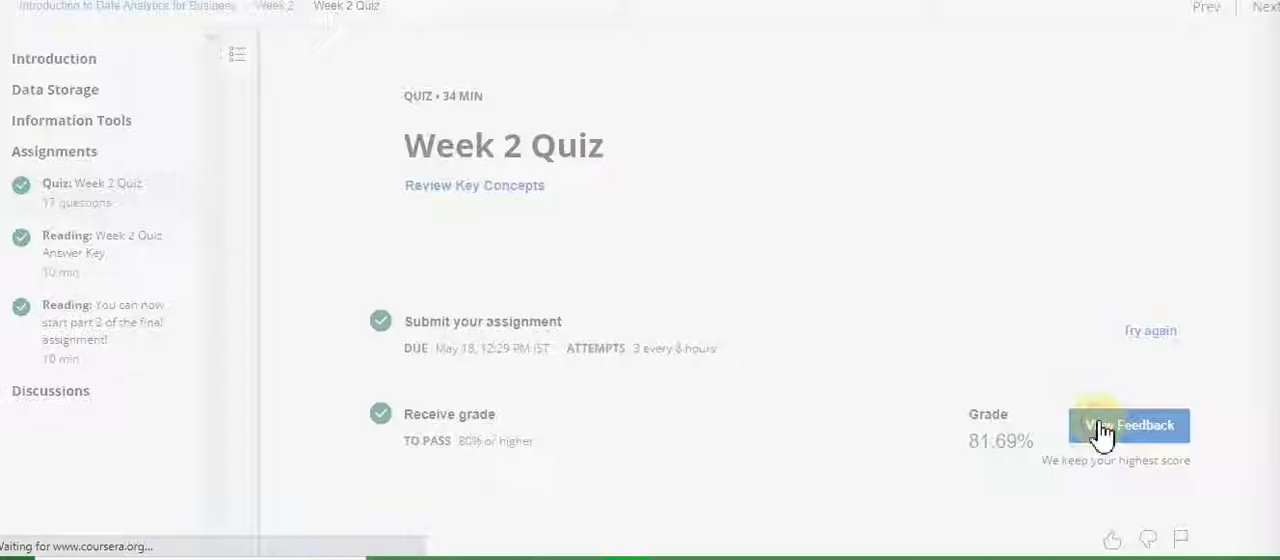 Introduction to Data Analytics for Business
Week 2
Week 2 Quiz
Prev
Next
Introduction
Data Storage
Information Tools
Assignments
Quiz: Week 2 Quiz
17 questions
Reading: Week 2 Quiz
Answer Key
10 min
Reading: You can now
start part 2 of the final
assignment!
10 min
Discussions
QUIZ • 34 MIN
Week 2 Quiz
Review Key Concepts
Submit your assignment
DUE May 18, 12:29 PM IST ATTEMPTS 3 every 8 hours
Try again
Receive grade
TO PASS 80% or higher
Grade
81.69%
View Feedback
We keep your highest score
Waiting for www.coursera.org...